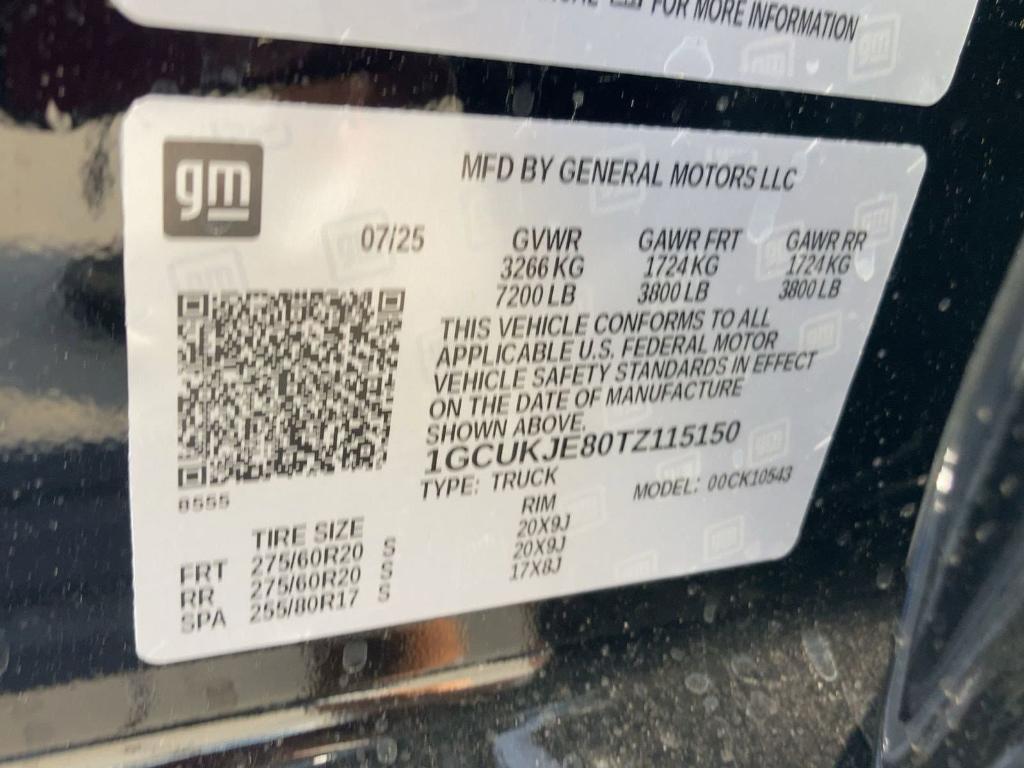 FOR MORE INFORMATION
gm
MFD BY GENERAL MOTORS LLC
07/25 GVWR GAWR FRT GAWR RR
3266 KG 1724 KG 1724 KG
7200 LB 3800 LB 3800 LB
THIS VEHICLE CONFORMS TO ALL
APPLICABLE U.S. FEDERAL MOTOR
VEHICLE SAFETY STANDARDS IN EFFECT
ON THE DATE OF MANUFACTURE
SHOWN ABOVE.
1GCUKJE80TZ115150
TYPE: TRUCK MODEL: 00CK10543
8555
TIRE SIZE RIM
FRT 275/60R20 S 20X9J
RR 275/60R20 S 20X9J
SPA 255/80R17 S 17X8J